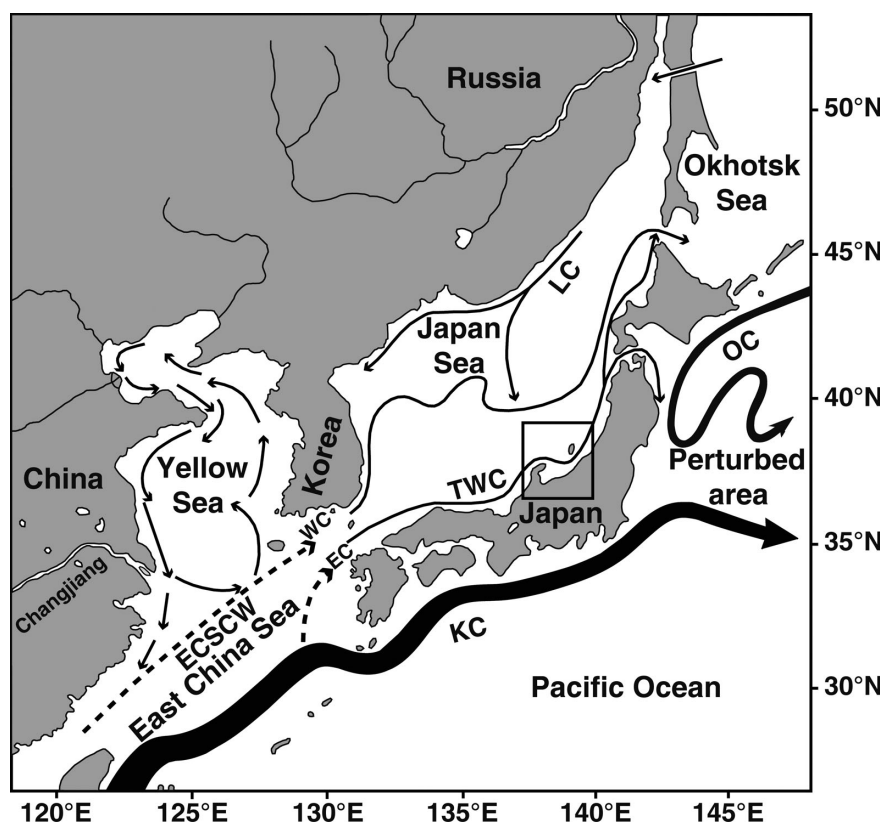 Russia
50°N
Okhotsk
Sea
45°N
LC
Japan
Sea
OC
40°N
Korea
Perturbed
area
China
Yellow
Sea
TWC
Japan
WC
EC
35°N
Changjiang
ECSCW
East China Sea
KC
Pacific Ocean
30°N
120°E
125°E
130°E
135°E
140°E
145°E